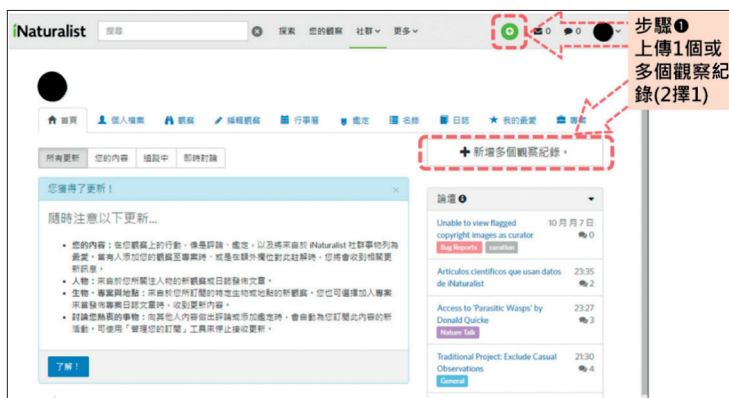 iNaturalist 搜尋 探索 您的觀察 社群 更多 0 0
步驟❶
上傳1個或
多個觀察紀
錄(2擇1)
首頁 個人檔案 觀察 編輯觀察 行事曆 鑑定 名錄 日誌 我的最愛 專案
所有更新 您的內容 追蹤中 即時討論
+新增多個觀察紀錄。
您獲得了更新！ ×
隨時注意以下更新...
• 您的內容：在您觀察上的行動，像是評論、鑑定，以及將來自於 iNaturalist 社群事物列為
最愛。當有人添加您的觀察至專案時，或是在額外欄位對此註解時，您將會收到相關更
新訊息。
• 人物：來自於您所關注人物的新觀察或日誌發佈文章。
• 生物、專案與地點：來自於您所訂閱的特定生物或地點的新觀察。您也可選擇加入專案
來當發佈專案日誌文章時，收到更新內容。
• 討論您熱衷的事物：向其他人內容做出評論或添加鑑定時，會自動為您訂閱此內容的新
活動，可使用「管理您的訂閱」工具來停止接收更新。
了解！
論壇
Unable to view flagged 10 月 月 7 日
copyright images as curator 0
Bug Reports curation
Artículos científicos que usan datos 23:35
de iNaturalist 2
Access to 'Parasitic Wasps' by 23:27
Donald Quicke 3
Nature Talk
Traditional Project: Exclude Casual 21:30
Observations 4
General